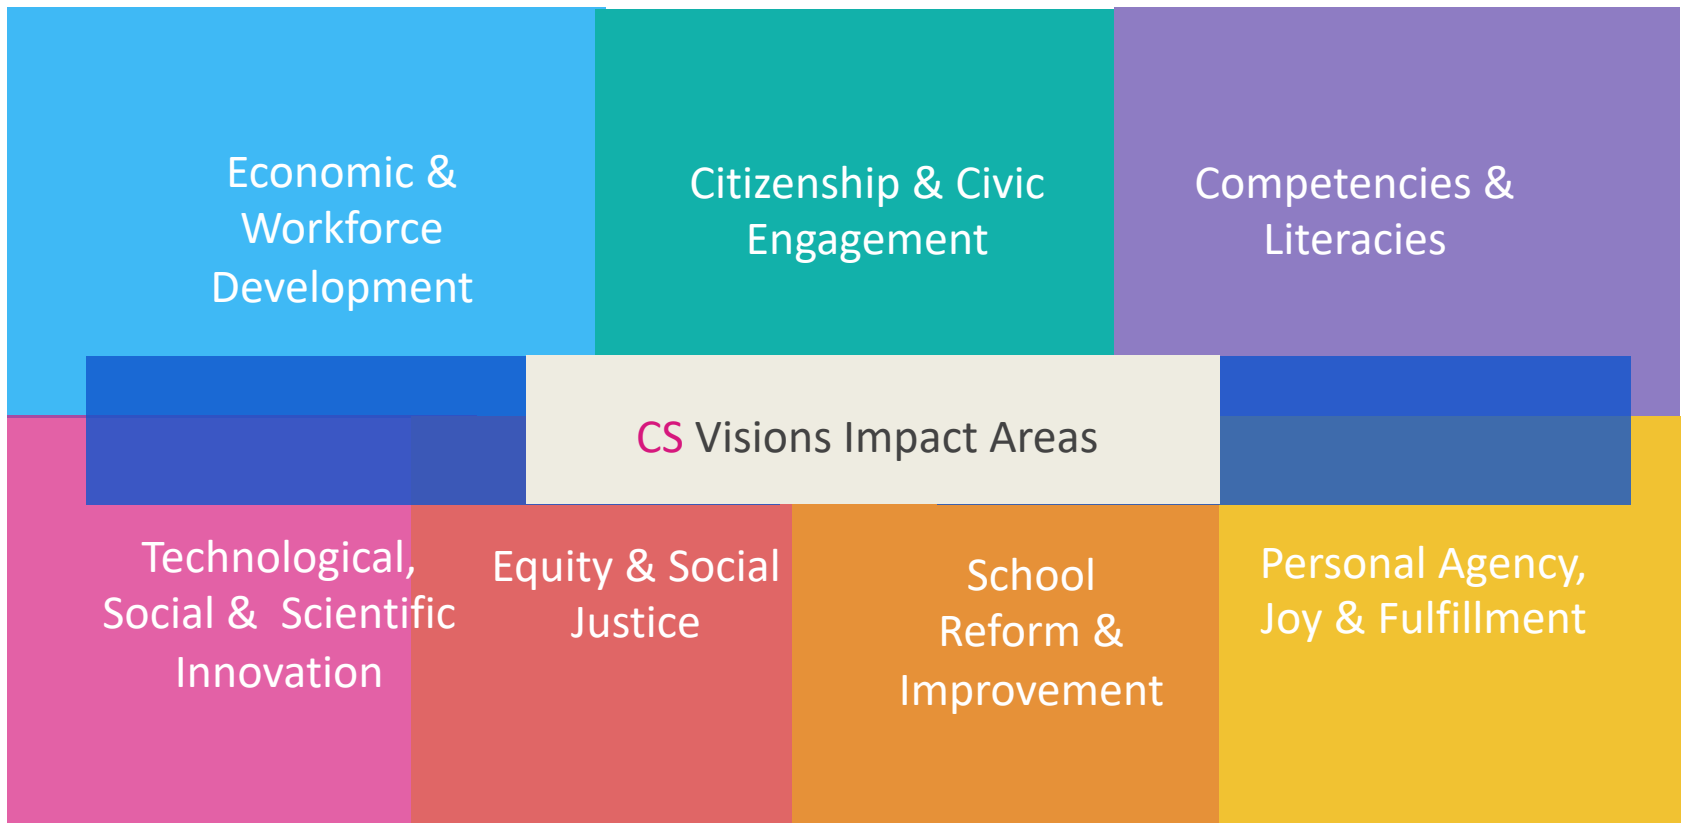 Economic &
Workforce
Development
Citizenship & Civic
Engagement
Competencies &
Literacies
CS Visions Impact Areas
Technological,
Social & Scientific
Innovation
Equity & Social
Justice
School
Reform &
Improvement
Personal Agency,
Joy & Fulfillment